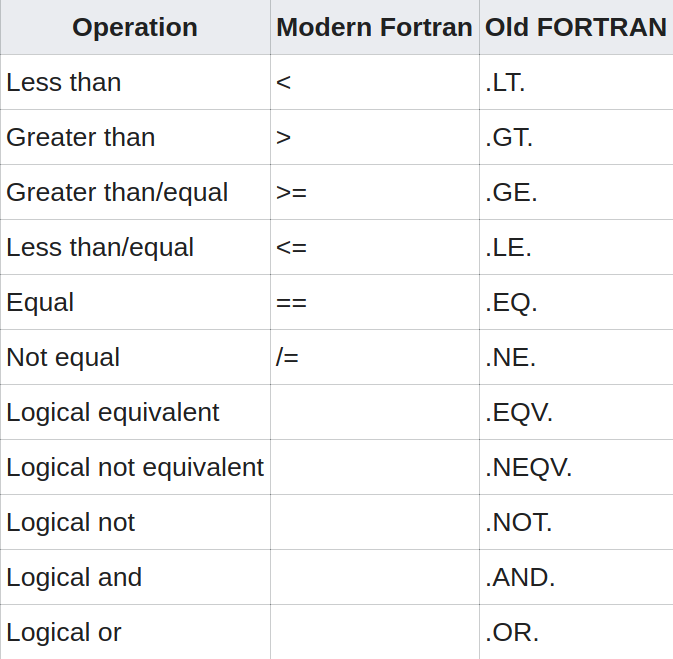 Operation Modern Fortran Old FORTRAN
Less than < .LT.
Greater than > .GT.
Greater than/equal >= .GE.
Less than/equal <= .LE.
Equal == .EQ.
Not equal /= .NE.
Logical equivalent .EQV.
Logical not equivalent .NEQV.
Logical not .NOT.
Logical and .AND.
Logical or .OR.